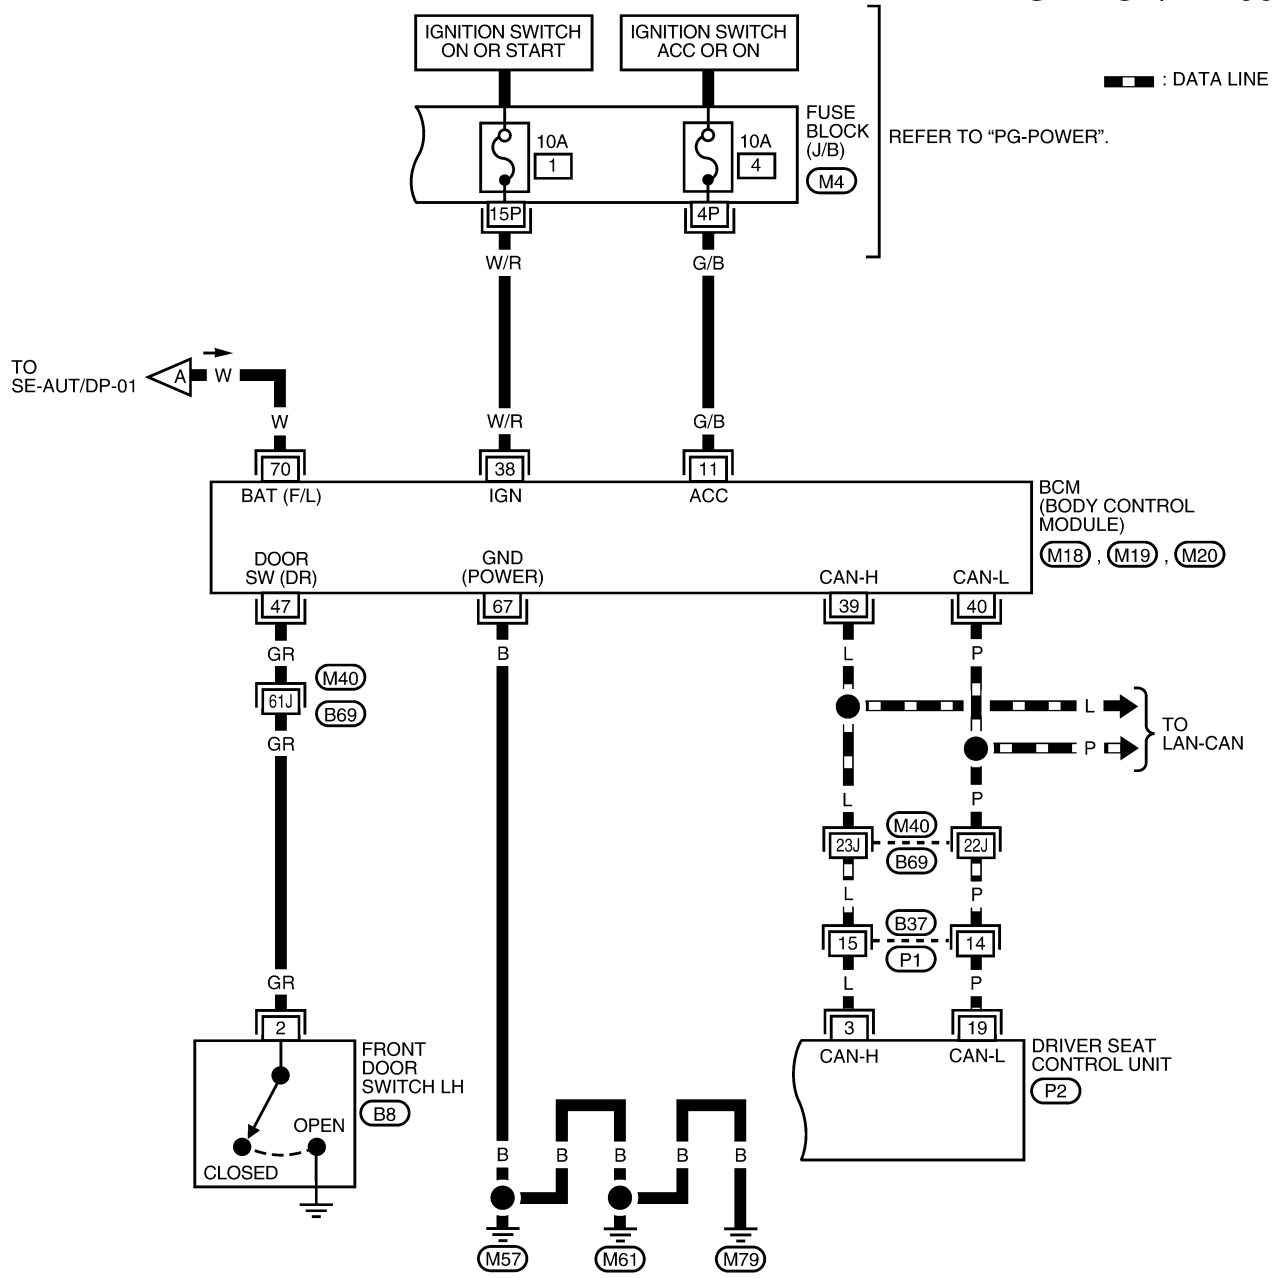 IGNITION SWITCH
ON OR START
IGNITION SWITCH
ACC OR ON
: DATA LINE
FUSE
BLOCK
(J/B)
M4
REFER TO “PG-POWER”.
10A
1
10A
4
15P
4P
W/R
G/B
TO
SE-AUT/DP-01
A
W
W
W/R
G/B
70
38
11
BAT (F/L)
IGN
ACC
BCM
(BODY CONTROL
MODULE)
M18 , M19 , M20
DOOR
SW (DR)
GND
(POWER)
CAN-H
CAN-L
47
67
39
40
GR
B
L
P
61J
M40
B69
GR
L
P
TO
LAN-CAN
L
P
23J
M40
B69
22J
L
P
15
B37
P1
14
GR
L
P
2
3
19
CAN-H
CAN-L
DRIVER SEAT
CONTROL UNIT
P2
FRONT
DOOR
SWITCH LH
B8
OPEN
CLOSED
B
B
B
B
B
M57
M61
M79